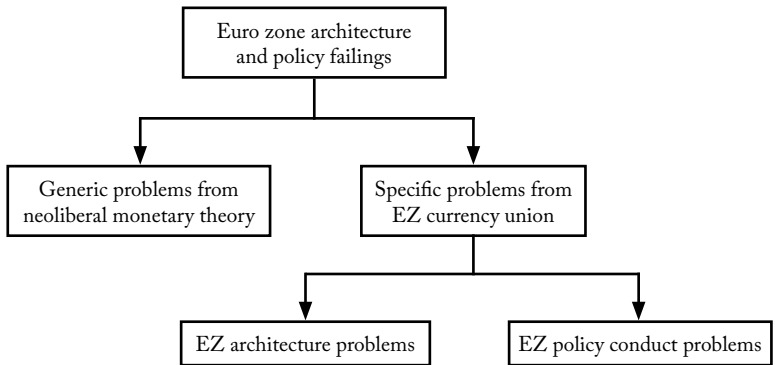 Euro zone architecture
and policy failings
Generic problems from
neoliberal monetary theory
Specific problems from
EZ currency union
EZ architecture problems
EZ policy conduct problems